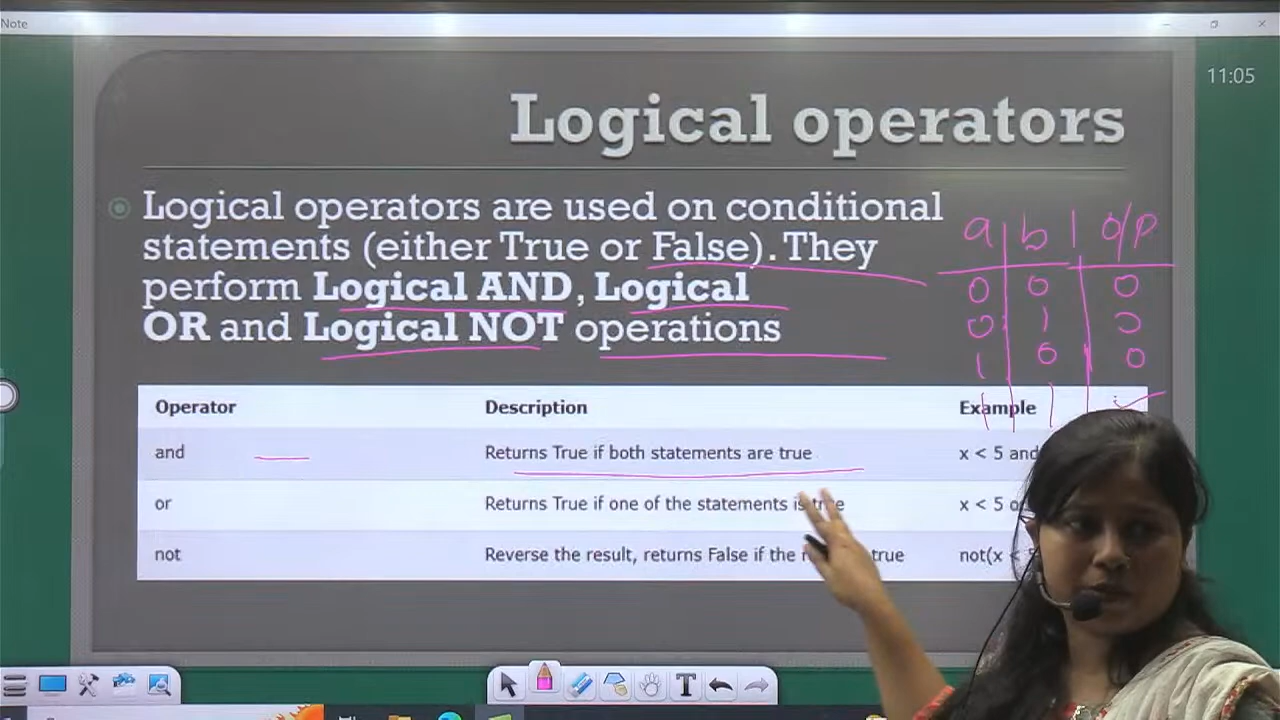 Note
11:05
Logical operators
Logical operators are used on conditional
statements (either True or False). They
perform Logical AND, Logical
OR and Logical NOT operations
a | b | o/p
0 0 0
0 1 0
1 0 0
1 1
Operator Description Example
and Returns True if both statements are true x < 5 and
or Returns True if one of the statements is true x < 5 o
not Reverse the result, returns False if the true not(x < 5
T